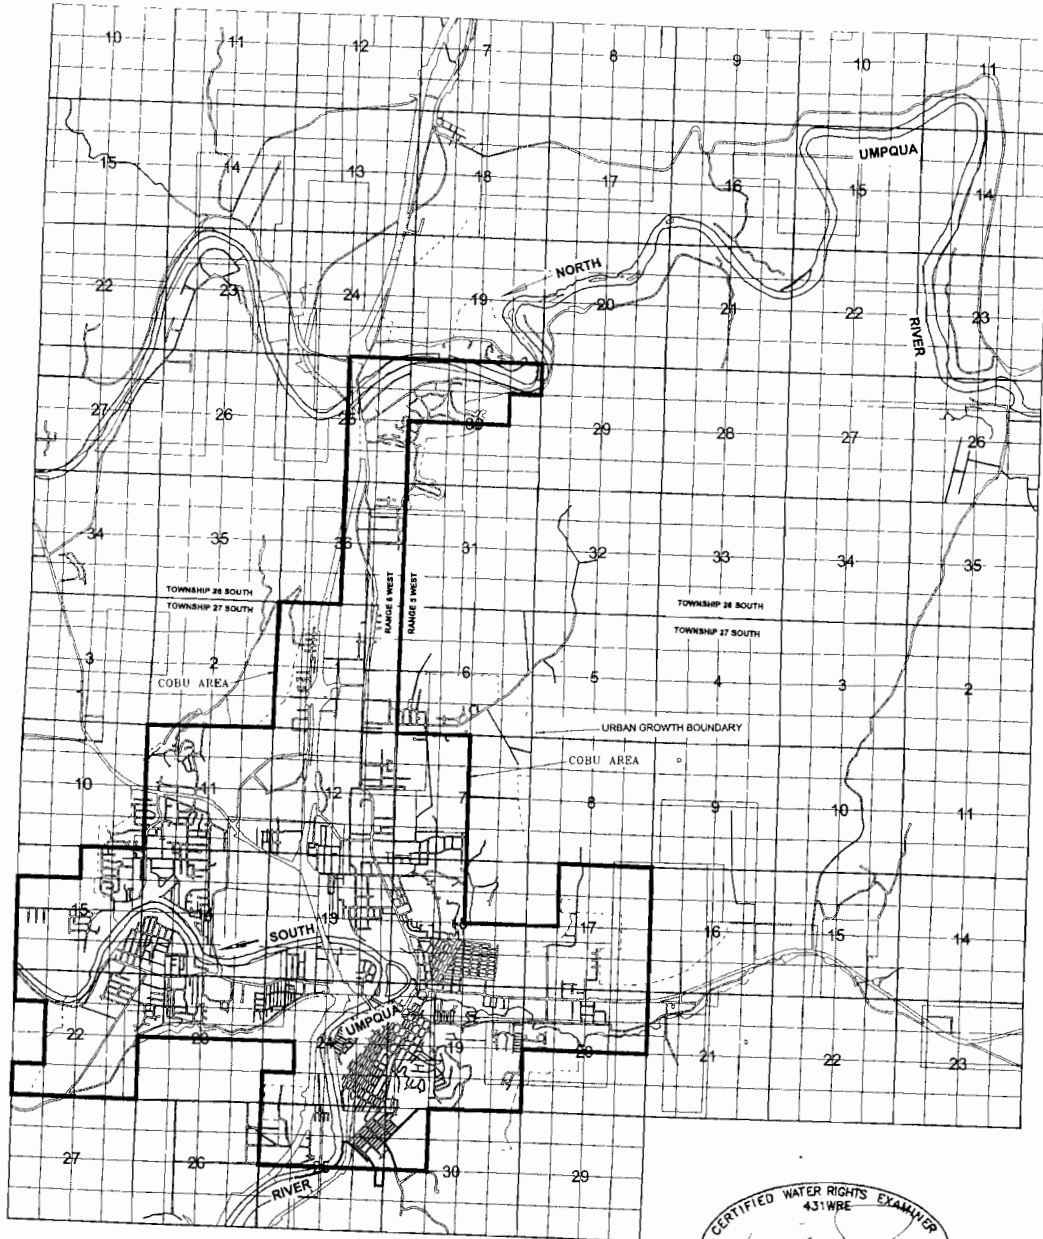 10 11 12 7 8 9 10 11
15 14 13 18 17 16 15 14
UMPQUA
22 23 24 19 20 21 22 23
NORTH
RIVER
27 26 25 30 29 28 27 26
34 35 36 31 32 33 34 35
TOWNSHIP 26 SOUTH
TOWNSHIP 27 SOUTH
RANGE 6 WEST
RANGE 5 WEST
TOWNSHIP 26 SOUTH
TOWNSHIP 27 SOUTH
3 2 6 5 4 3 2
COBU AREA
URBAN GROWTH BOUNDARY
COBU AREA
10 11 12 7 8 9 10 11
15 13 17 16 15 14
SOUTH
UMPQUA
22 24 19 20 21 22 23
27 26 25 30 29
RIVER
CERTIFIED WATER RIGHTS EXAMINER
431WRE